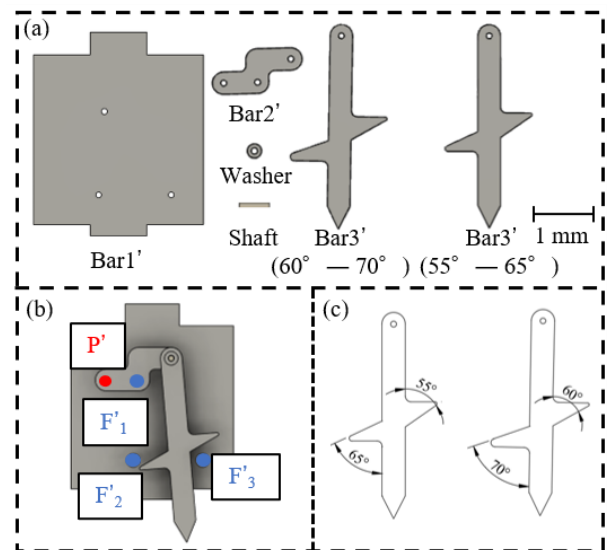 (a)
Bar2’
Washer
Shaft
Bar1’
Bar3’
Bar3’
1 mm
(60° — 70° ) (55° — 65° )
(b)
P’
F’1
F’2
F’3
(c)
55°
65°
60°
70°